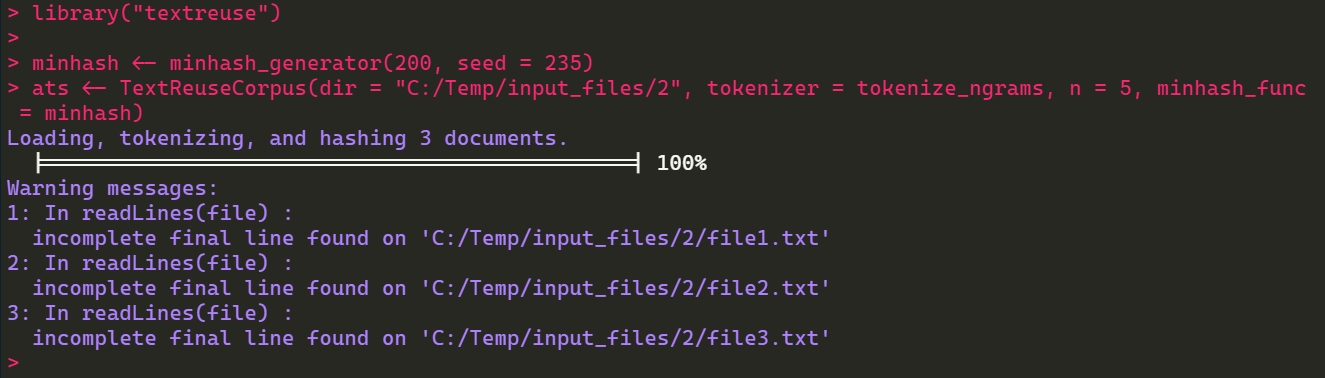 > library("textreuse")
>
> minhash <- minhash_generator(200, seed = 235)
> ats <- TextReuseCorpus(dir = "C:/Temp/input_files/2", tokenizer = tokenize_ngrams, n = 5, minhash_func
 = minhash)
Loading, tokenizing, and hashing 3 documents.
  |================================================| 100%
Warning messages:
1: In readLines(file) :
  incomplete final line found on 'C:/Temp/input_files/2/file1.txt'
2: In readLines(file) :
  incomplete final line found on 'C:/Temp/input_files/2/file2.txt'
3: In readLines(file) :
  incomplete final line found on 'C:/Temp/input_files/2/file3.txt'
>